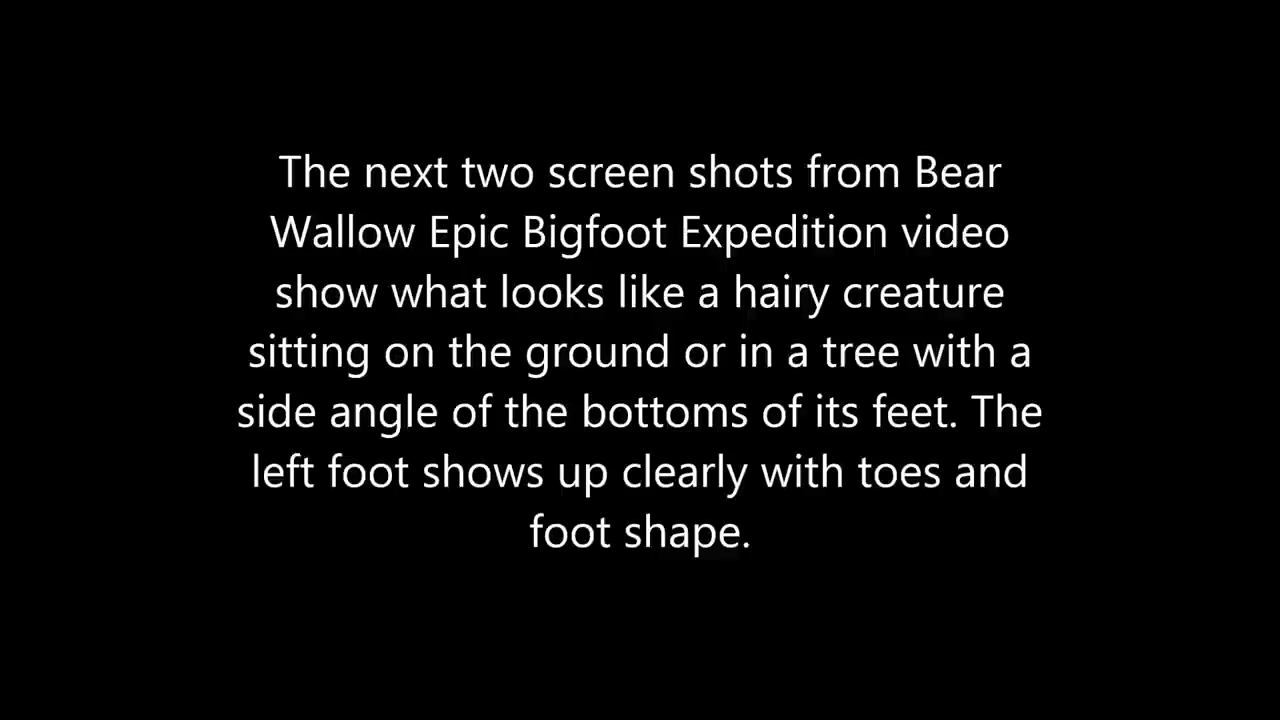 The next two screen shots from Bear
Wallow Epic Bigfoot Expedition video
show what looks like a hairy creature
sitting on the ground or in a tree with a
side angle of the bottoms of its feet. The
left foot shows up clearly with toes and
foot shape.